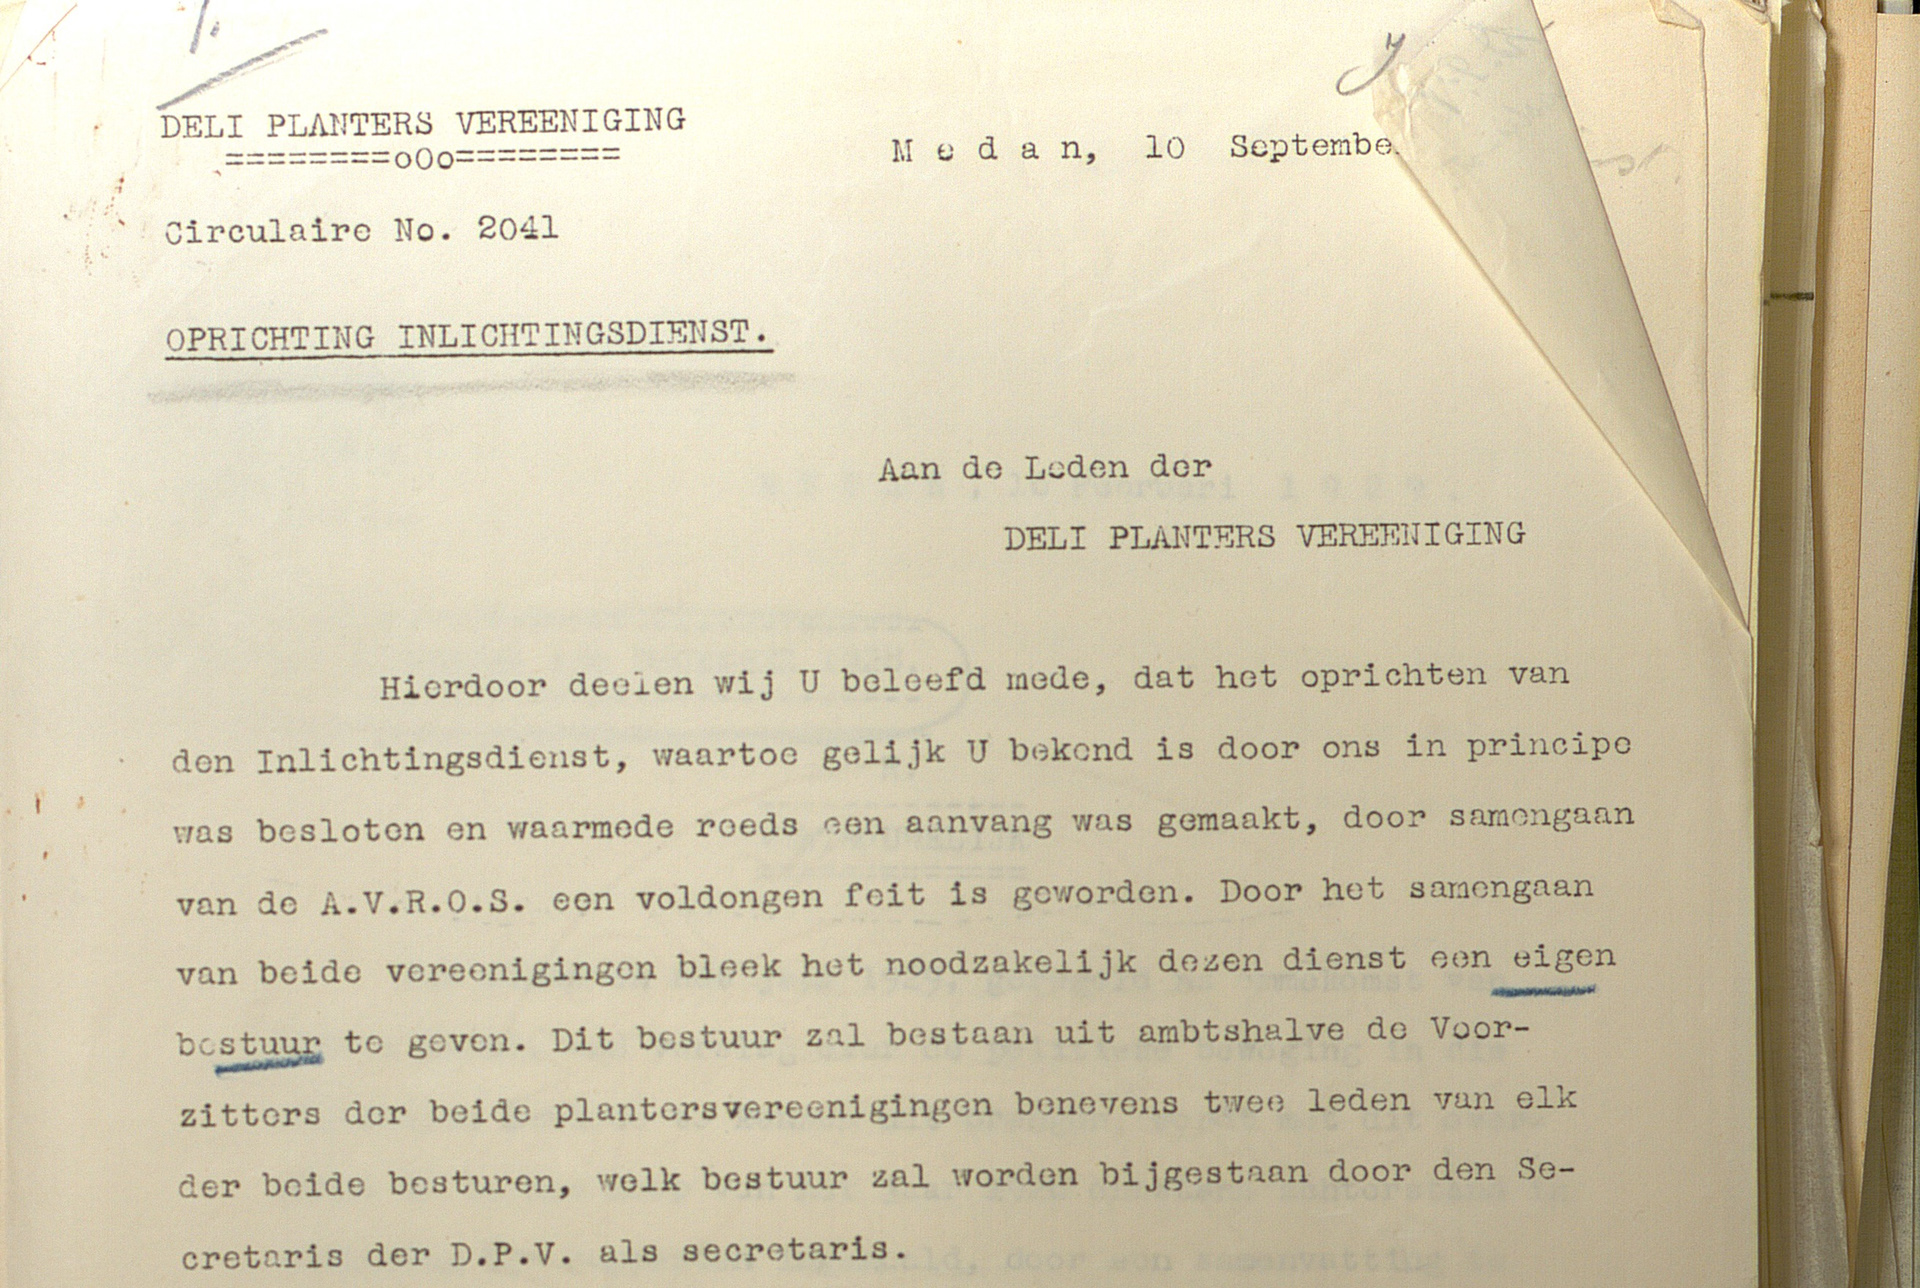 DELI PLANTERS VEREENIGING
========oOo========
M e d a n, 10 Septembe
Circulaire No. 2041
OPRICHTING INLICHTINGSDIENST.
Aan de Leden der
DELI PLANTERS VEREENIGING
Hierdoor deelen wij U beleefd mede, dat het oprichten van
den Inlichtingsdienst, waartoe gelijk U bekend is door ons in principe
was besloten en waarmede reeds een aanvang was gemaakt, door samengaan
van de A.V.R.O.S. een voldongen feit is geworden. Door het samengaan
van beide vereenigingen bleek het noodzakelijk dezen dienst een eigen
bestuur te geven. Dit bestuur zal bestaan uit ambtshalve de Voor-
zitters der beide plantersvereenigingen benevens twee leden van elk
der beide besturen, welk bestuur zal worden bijgestaan door den Se-
cretaris der D.P.V. als secretaris.